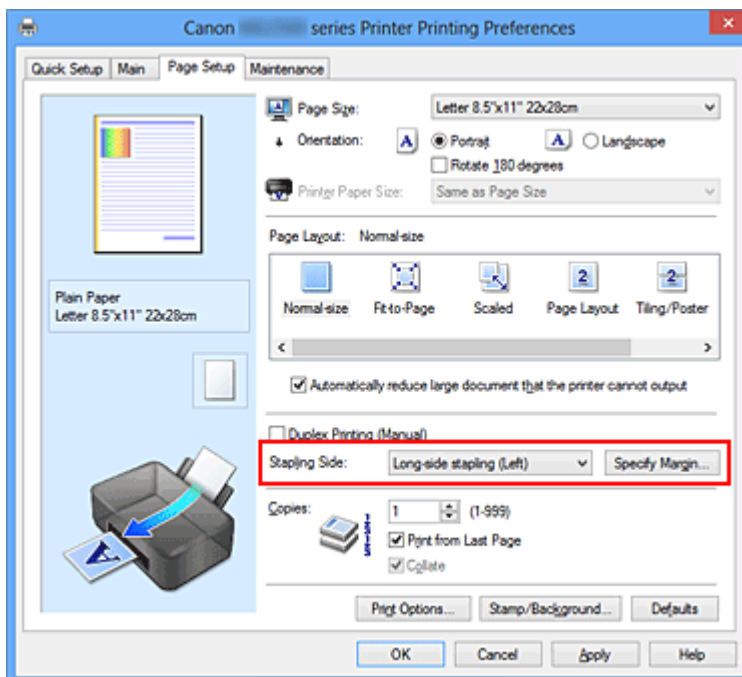 Canon series Printer Printing Preferences
Quick Setup Main Page Setup Maintenance
Page Size: Letter 8.5"x11" 22x28cm
Orientation: A Portrait A Landscape
Rotate 180 degrees
Printer Paper Size: Same as Page Size
Page Layout: Normal-size
Normal-size Fit-to-Page Scaled Page Layout Tiling/Poster
Automatically reduce large document that the printer cannot output
Plain Paper
Letter 8.5"x11" 22x28cm
Duplex Printing (Manual)
Stapling Side: Long-side stapling (Left) Specify Margin...
Copies: 1 (1-999)
Print from Last Page
Collate
Print Options... Stamp/Background... Defaults
OK Cancel Apply Help